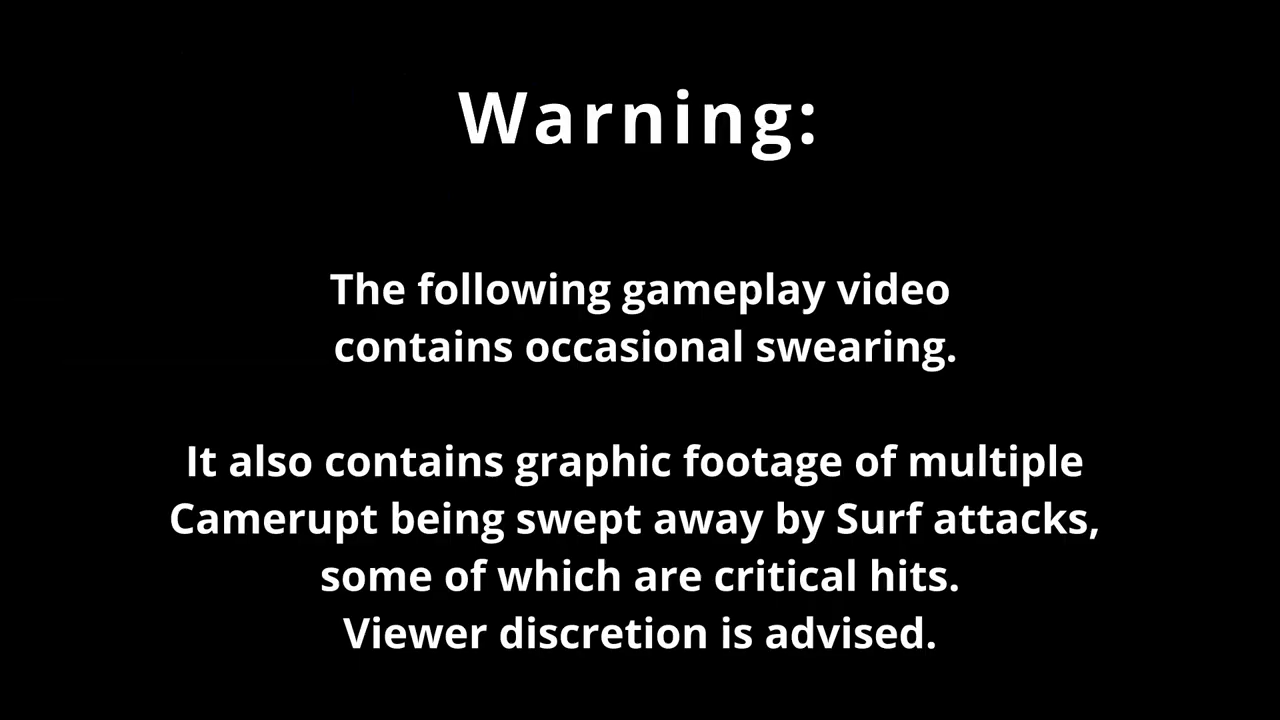 Warning:
The following gameplay video
contains occasional swearing.
It also contains graphic footage of multiple
Camerupt being swept away by Surf attacks,
some of which are critical hits.
Viewer discretion is advised.